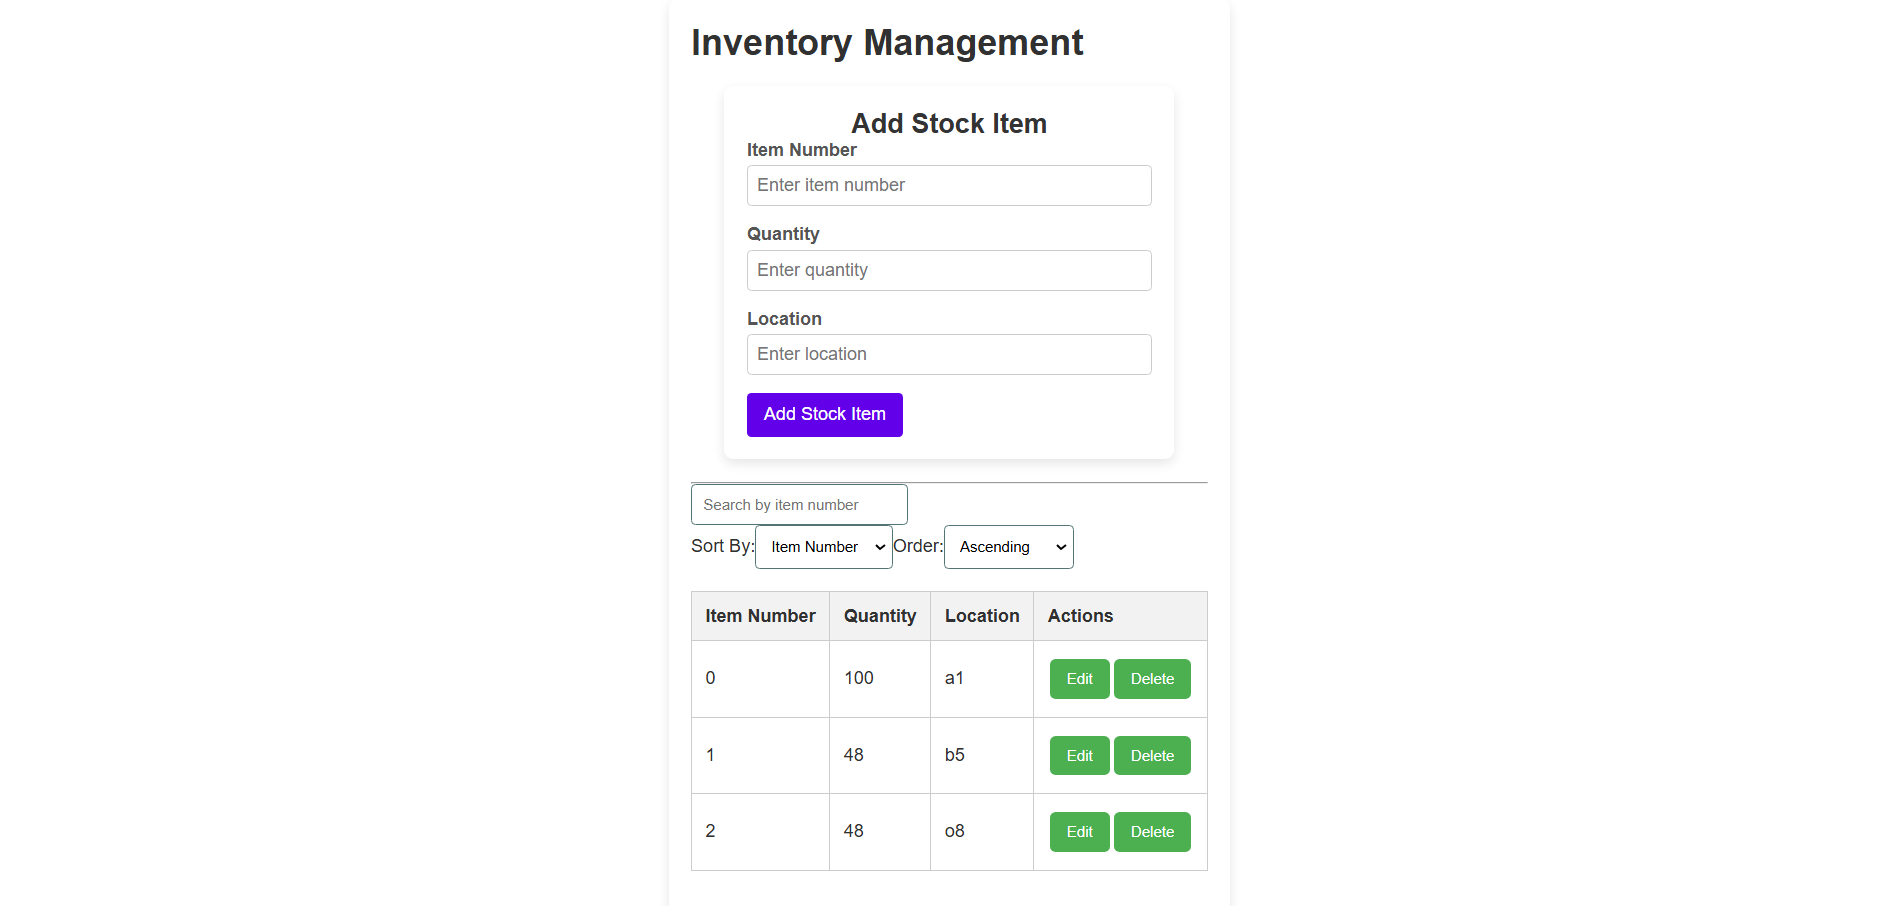 Inventory Management
Add Stock Item
Item Number
Enter item number
Quantity
Enter quantity
Location
Enter location
Add Stock Item
Search by item number
Sort By: Item Number Order: Ascending
Item Number Quantity Location Actions
0 100 a1 Edit Delete
1 48 b5 Edit Delete
2 48 o8 Edit Delete